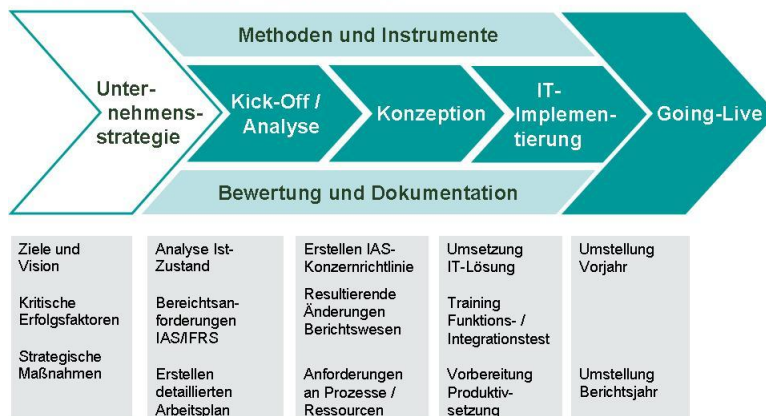 Methoden und Instrumente
Unter-
nehmens-
strategie
Kick-Off /
Analyse
Konzeption
IT-
Implemen-
tierung
Going-Live
Bewertung und Dokumentation
Ziele und
Vision
Kritische
Erfolgsfaktoren
Strategische
Maßnahmen
Analyse Ist-
Zustand
Bereichtsan-
forderungen
IAS/IFRS
Erstellen
detaillierten
Arbeitsplan
Erstellen IAS-
Konzernrichtlinie
Resultierende
Änderungen
Berichtswesen
Anforderungen
an Prozesse /
Ressourcen
Umsetzung
IT-Lösung
Training
Funktions- /
Integrationstest
Vorbereitung
Produktiv-
setzung
Umstellung
Vorjahr
Umstellung
Berichtsjahr